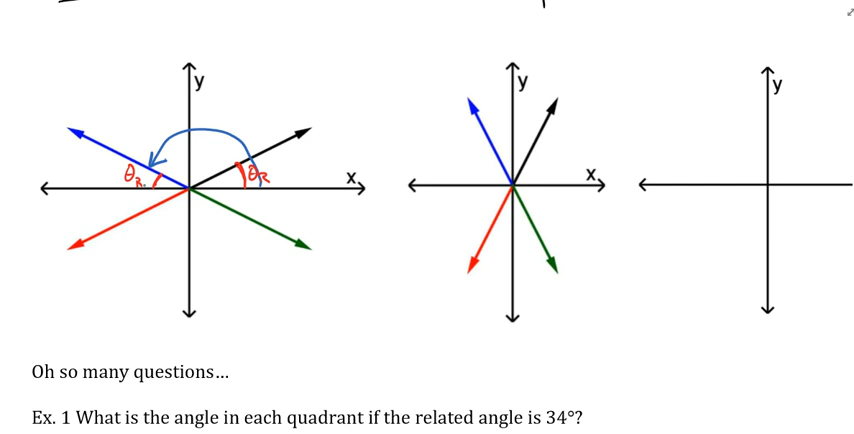 y
y
y
x
x
θR.
θR
Oh so many questions…
Ex. 1 What is the angle in each quadrant if the related angle is 34°?